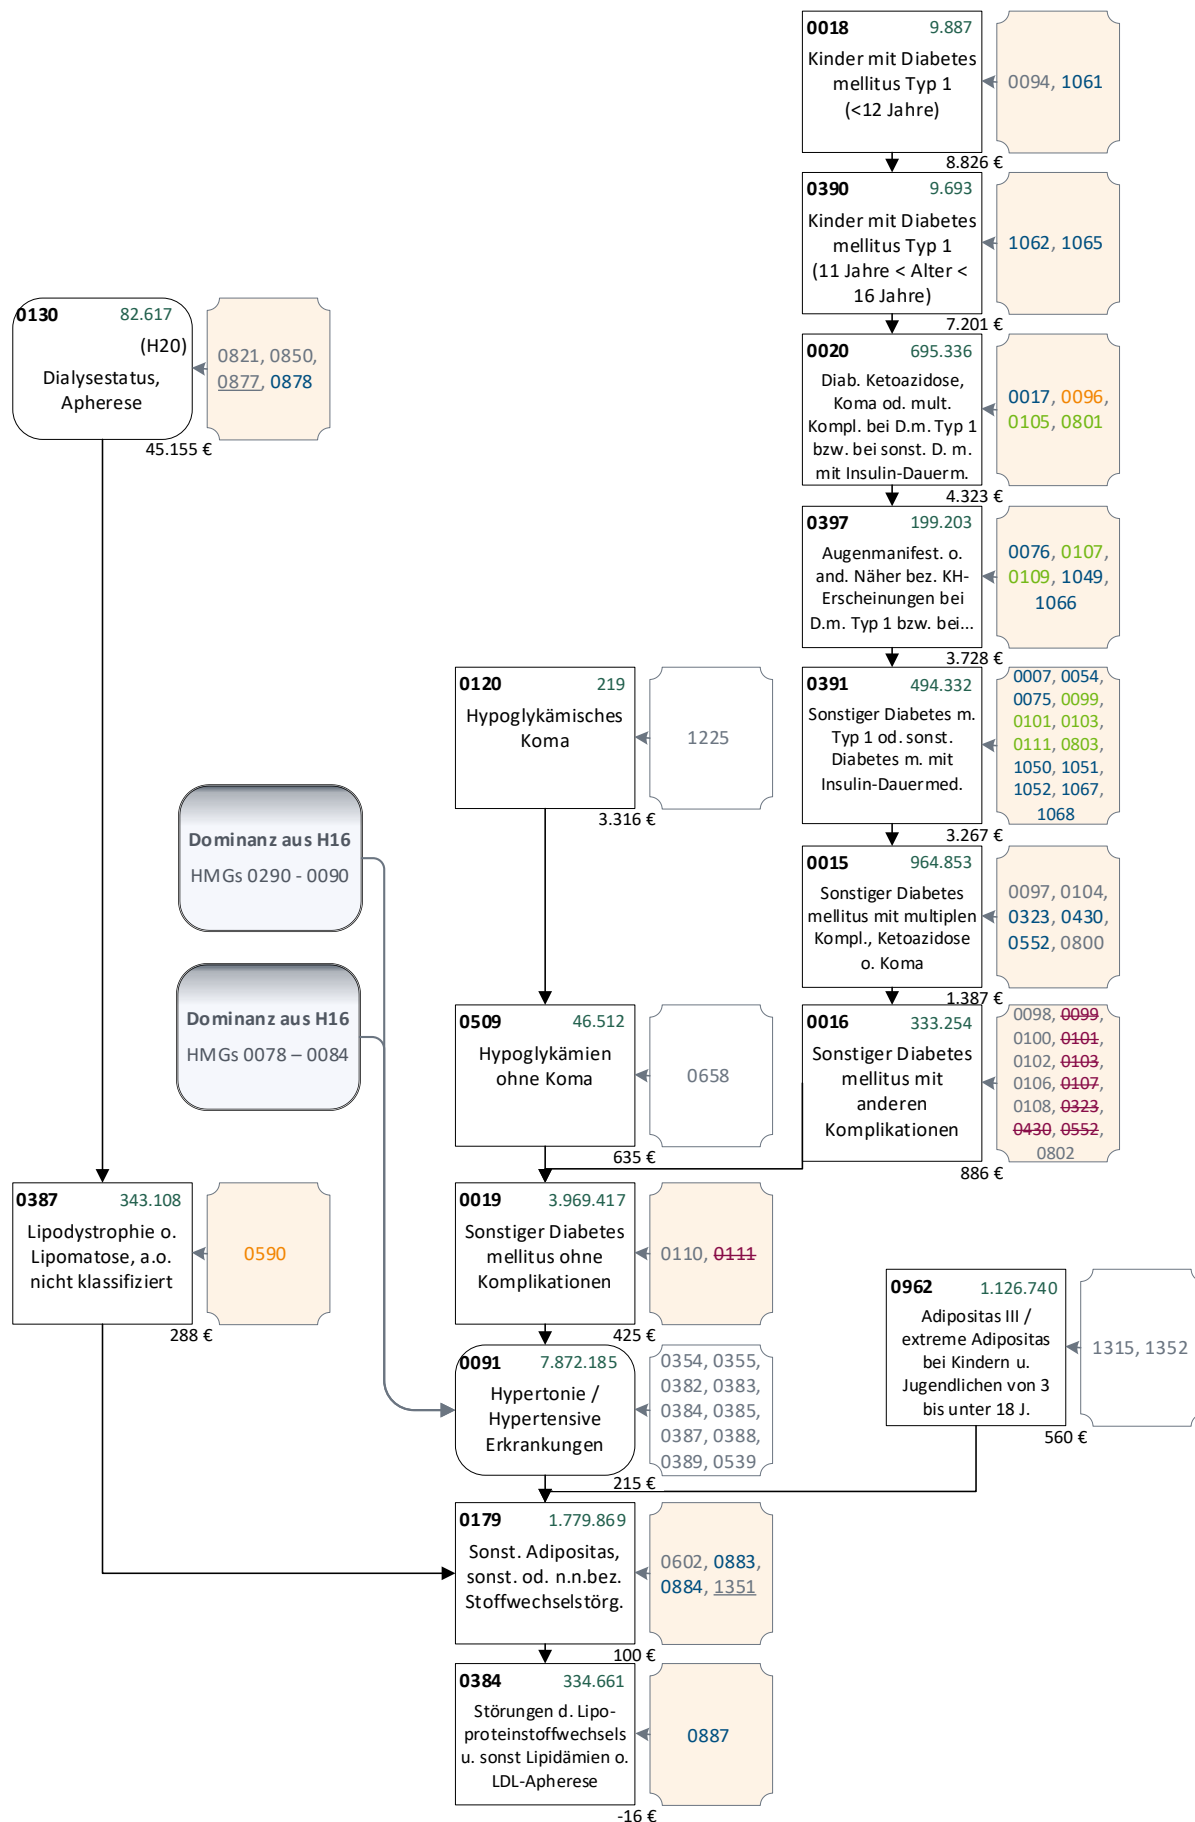 0018 9.887
Kinder mit Diabetes
mellitus Typ 1
(<12 Jahre)
0094, 1061
8.826 €
0390 9.693
Kinder mit Diabetes
mellitus Typ 1
(11 Jahre < Alter <
16 Jahre)
1062, 1065
7.201 €
0130 82.617
(H20)
Dialysestatus,
Apherese
0821, 0850,
0877, 0878
45.155 €
0020 695.336
Diab. Ketoazidose,
Koma od. mult.
Kompl. bei D.m. Typ 1
bzw. bei sonst. D. m.
mit Insulin-Dauerm.
0017, 0096,
0105, 0801
4.323 €
0397 199.203
Augenmanifest. o.
and. Näher bez. KH-
Erscheinungen bei
D.m. Typ 1 bzw. bei...
0076, 0107,
0109, 1049,
1066
3.728 €
0120 219
Hypoglykämisches
Koma
1225
3.316 €
0391 494.332
Sonstiger Diabetes m.
Typ 1 od. sonst.
Diabetes m. mit
Insulin-Dauermed.
0007, 0054,
0075, 0099,
0101, 0103,
0111, 0803,
1050, 1051,
1052, 1067,
1068
3.267 €
Dominanz aus H16
HMGs 0290 - 0090
0015 964.853
Sonstiger Diabetes
mellitus mit multiplen
Kompl., Ketoazidose
o. Koma
0097, 0104,
0323, 0430,
0552, 0800
1.387 €
Dominanz aus H16
HMGs 0078 – 0084
0509 46.512
Hypoglykämien
ohne Koma
0658
635 €
0016 333.254
Sonstiger Diabetes
mellitus mit
anderen
Komplikationen
0098, 0099,
0100, 0101,
0102, 0103,
0106, 0107,
0108, 0323,
0430, 0552,
0802
886 €
0387 343.108
Lipodystrophie o.
Lipomatose, a.o.
nicht klassifiziert
0590
288 €
0019 3.969.417
Sonstiger Diabetes
mellitus ohne
Komplikationen
0110, 0111
425 €
0962 1.126.740
Adipositas III /
extreme Adipositas
bei Kindern u.
Jugendlichen von 3
bis unter 18 J.
1315, 1352
560 €
0091 7.872.185
Hypertonie /
Hypertensive
Erkrankungen
0354, 0355,
0382, 0383,
0384, 0385,
0387, 0388,
0389, 0539
215 €
0179 1.779.869
Sonst. Adipositas,
sonst. od. n.n.bez.
Stoffwechselstörg.
0602, 0883,
0884, 1351
100 €
0384 334.661
Störungen d. Lipo-
proteinstoffwechsels
u. sonst Lipidämien o.
LDL-Apherese
0887
-16 €